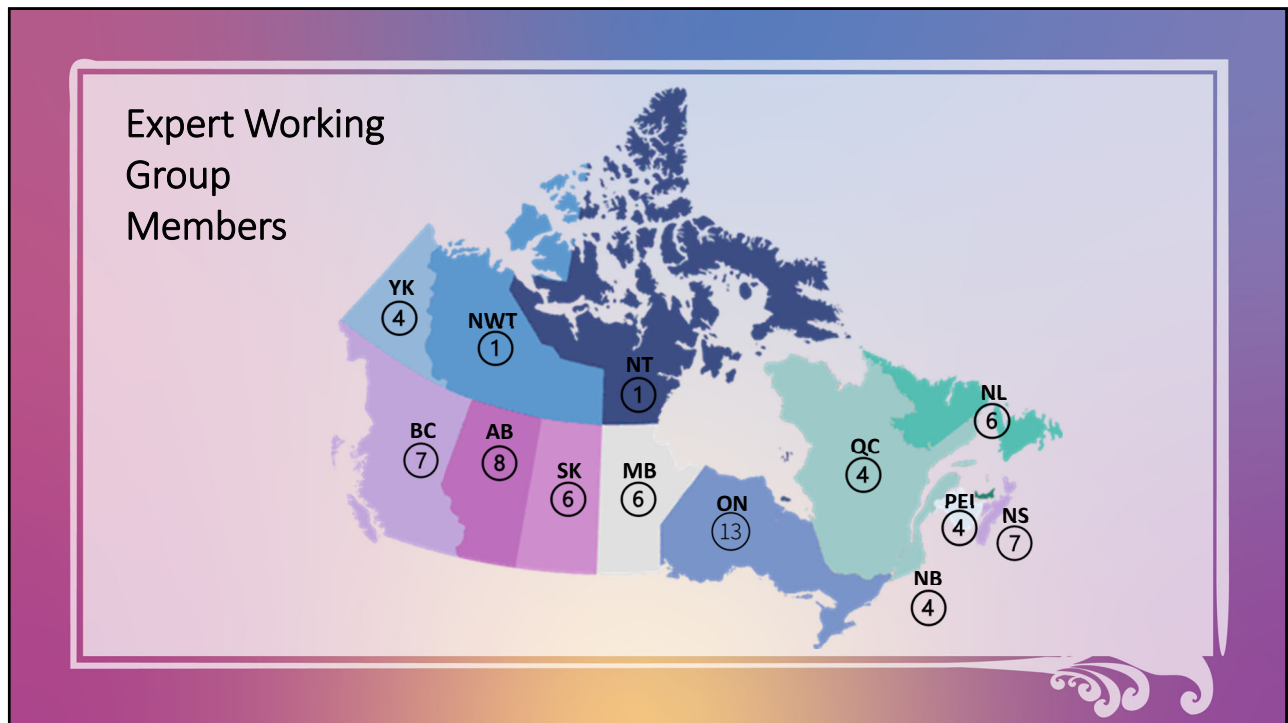 Expert Working
Group
Members
YK
4
NWT
1
NT
1
BC
7
AB
8
SK
6
MB
6
ON
13
QC
4
NL
6
PEI
4
NS
7
NB
4